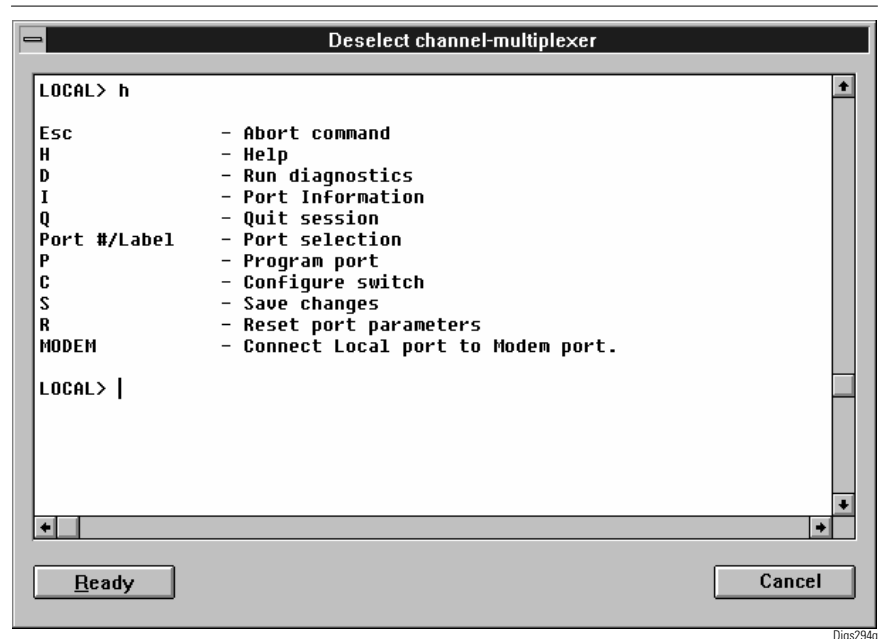 Deselect channel-multiplexer
LOCAL> h
Esc - Abort command
H - Help
D - Run diagnostics
I - Port Information
Q - Quit session
Port #/Label - Port selection
P - Program port
C - Configure switch
S - Save changes
R - Reset port parameters
MODEM - Connect Local port to Modem port.
LOCAL>
Ready
Cancel
Digs294g